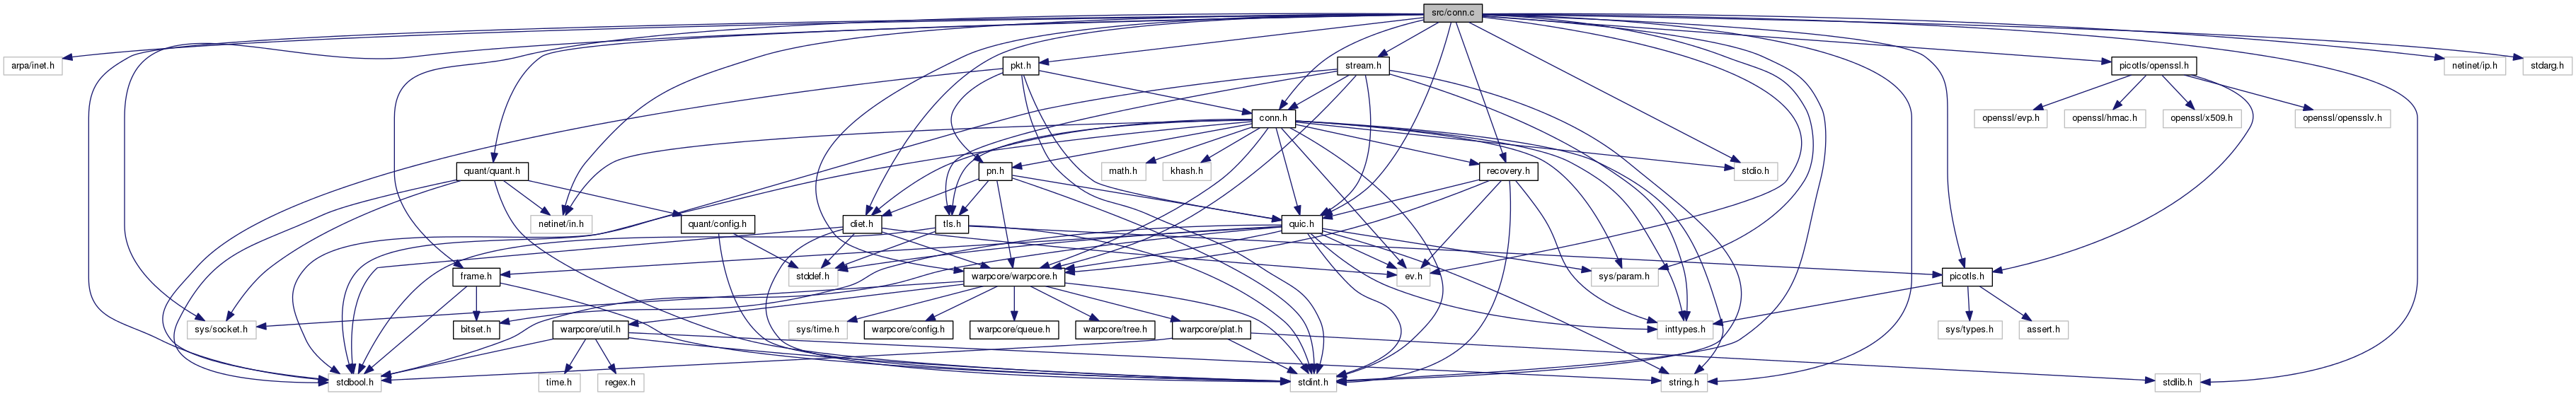 src/conn.c
arpa/inet.h
pkt.h
stream.h
picotls/openssl.h
netinet/ip.h
stdarg.h
conn.h
openssl/evp.h
openssl/hmac.h
openssl/x509.h
openssl/opensslv.h
quant/quant.h
pn.h
math.h
khash.h
recovery.h
stdio.h
netinet/in.h
quant/config.h
diet.h
tls.h
quic.h
frame.h
stddef.h
warpcore/warpcore.h
ev.h
sys/param.h
picotls.h
sys/socket.h
bitset.h
warpcore/util.h
sys/time.h
warpcore/config.h
warpcore/queue.h
warpcore/tree.h
warpcore/plat.h
inttypes.h
sys/types.h
assert.h
stdbool.h
time.h
regex.h
stdint.h
string.h
stdlib.h